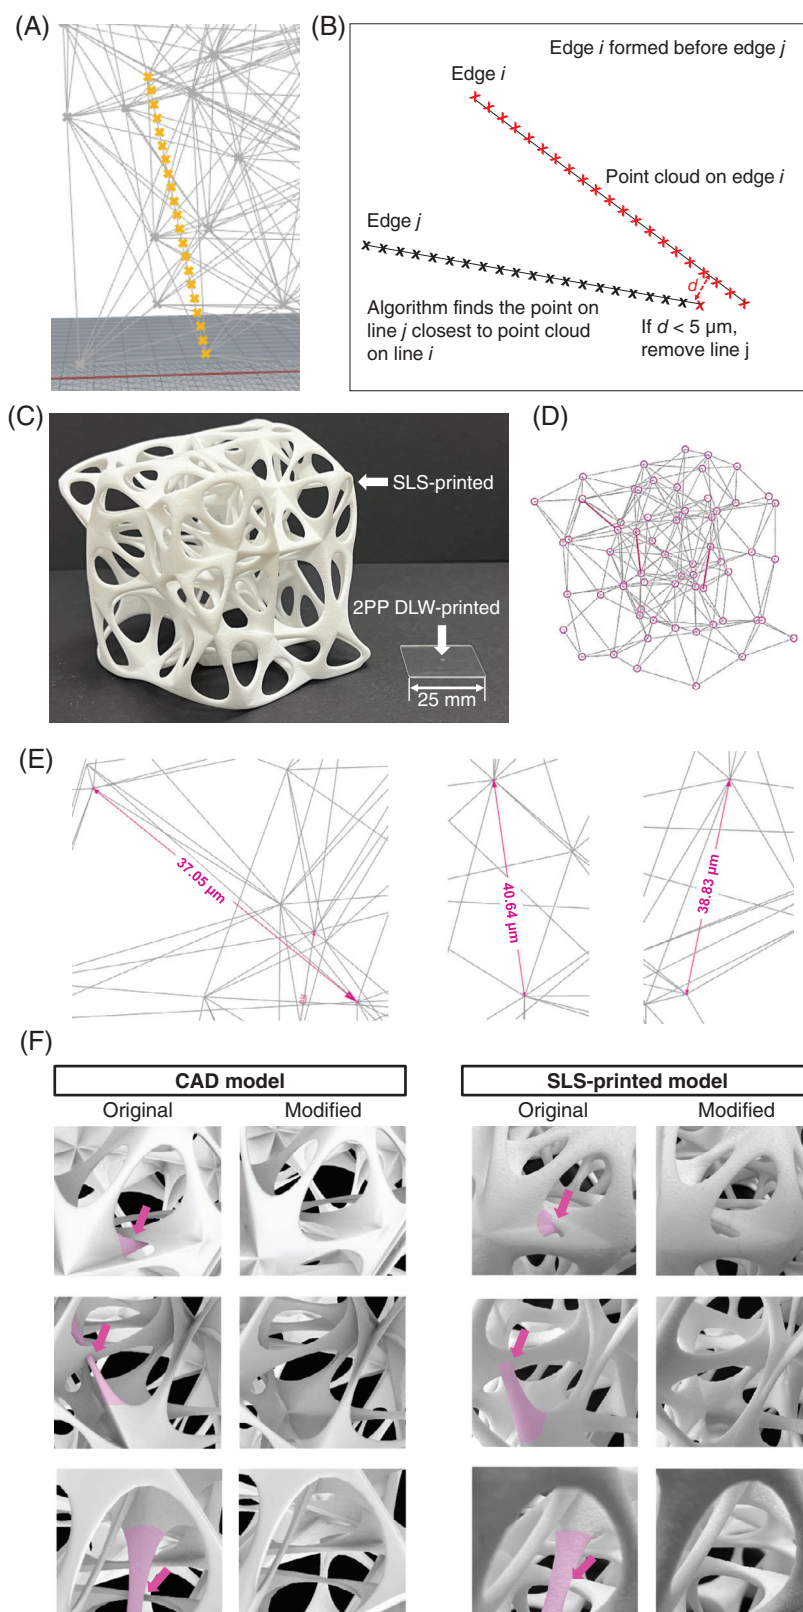 (A)
(B)
Edge i formed before edge j
Edge i
Point cloud on edge i
Edge j
d
Algorithm finds the point on
line j closest to point cloud
on line i
If d < 5 µm,
remove line j
(C)
SLS-printed
2PP DLW-printed
25 mm
(D)
(E)
37.05 µm
40.64 µm
38.83 µm
(F)
CAD model
SLS-printed model
Original
Modified
Original
Modified